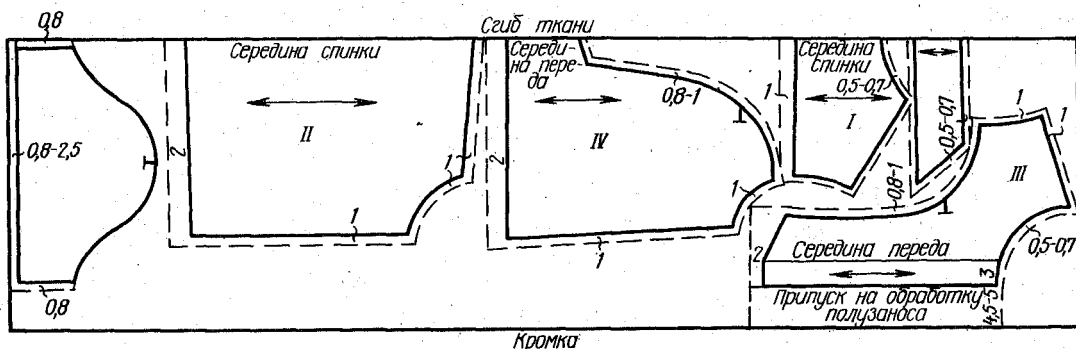 Сгиб ткани
0,8
Середина спинки
Середи-
на пере-
да
Середина
спинки
0,5-0,7
0,8-1
1
1
1
II
IV
I
III
0,8-2,5
2
2
1
1
1
0,5-0,7
0,8-1
1
1
1
2
Середина переда
0,5-0,7
3
4,5-5
0,8
Припуск на обработку
полузаноса
Кромка